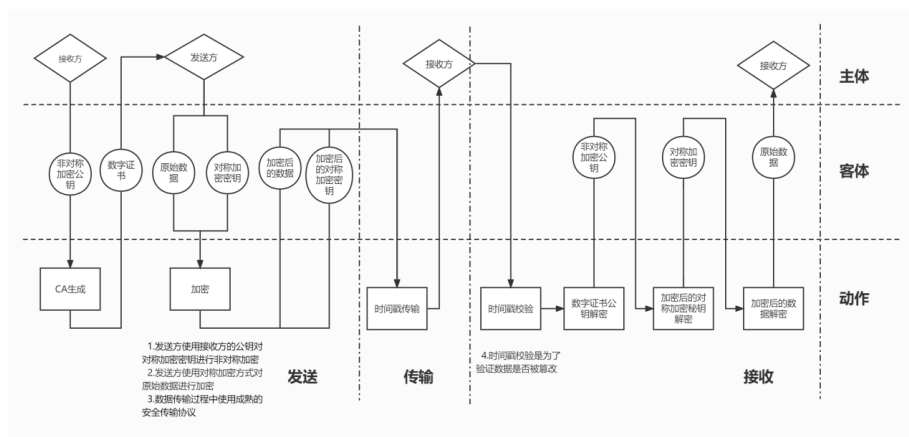 接收方
发送方
接收方
接收方
主体
非对称
加密公
钥
数字证
书
原始数
据
对称加
密密钥
加密后
的数据
加密后
的对称
加密密
钥
非对称
加密公
钥
对称加
密密钥
原始数
据
客体
CA生成
加密
时间戳传输
时间戳校验
数字证书公
钥解密
加密后的对
称加密秘钥
解密
加密后的数
据解密
动作
1.发送方使用接收方的公钥对
对称加密密钥进行非对称加密
2.发送方使用对称加密方式对
原始数据进行加密
3.数据传输过程中使用成熟的
安全传输协议
发送
传输
4.时间戳校验是为了
验证数据是否被篡改
接收